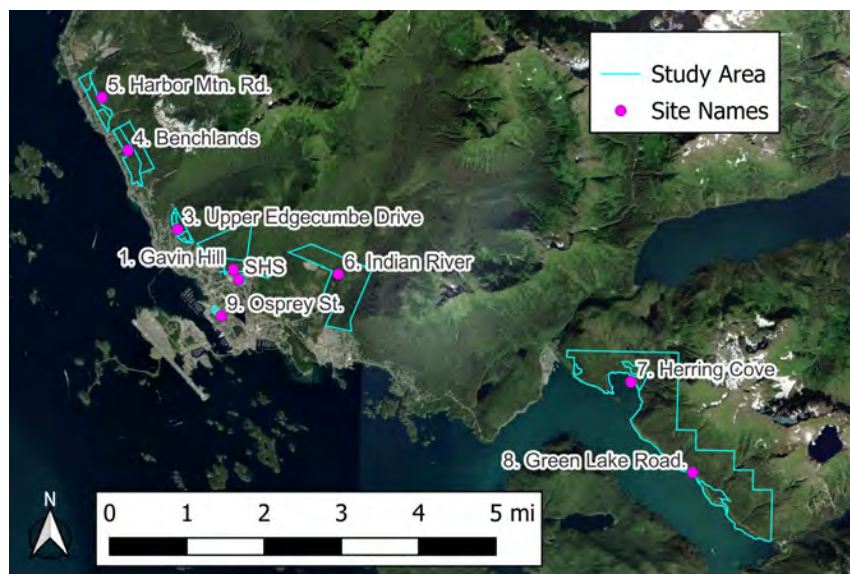 Study Area
Site Names
5. Harbor Mtn. Rd.
4. Benchlands
3. Upper Edgecumbe Drive
1. Gavin Hill
SHS
6. Indian River
9. Osprey St.
7. Herring Cove
8. Green Lake Road.
N
0 1 2 3 4 5 mi